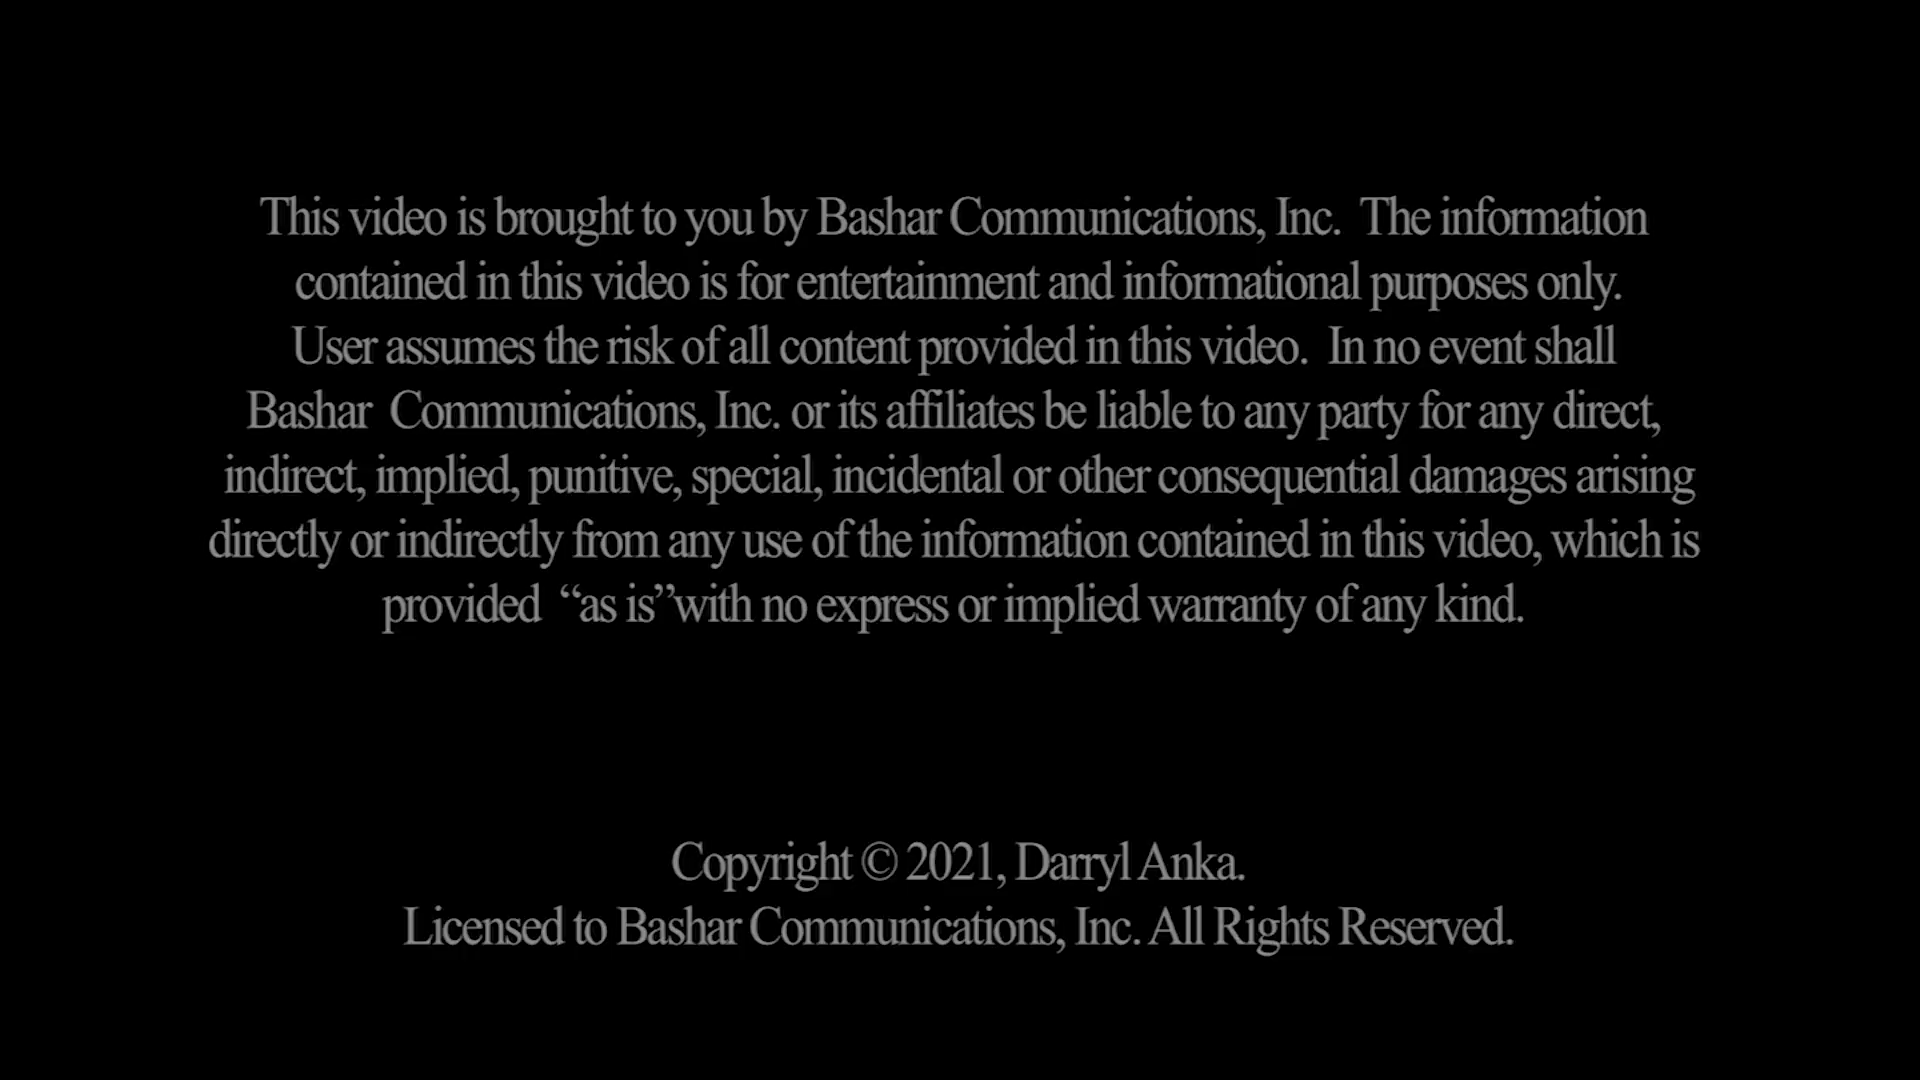 This video is brought to you by Bashar Communications, Inc.  The information
contained in this video is for entertainment and informational purposes only.
User assumes the risk of all content provided in this video.  In no event shall
Bashar  Communications, Inc. or its affiliates be liable to any party for any direct,
indirect, implied, punitive, special, incidental or other consequential damages arising
directly or indirectly from any use of the information contained in this video, which is
provided  “as is”with no express or implied warranty of any kind.
Copyright © 2021, Darryl Anka.
Licensed to Bashar Communications, Inc. All Rights Reserved.